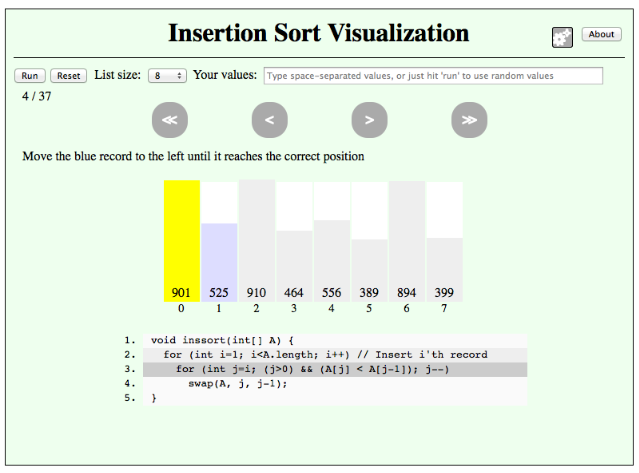 Insertion Sort Visualization
About
Run Reset List size: 8 Your values: Type space-separated values, or just hit 'run' to use random values
4 / 37
≪ < > ≫
Move the blue record to the left until it reaches the correct position
901 525 910 464 556 389 894 399
0 1 2 3 4 5 6 7
1. void inssort(int[] A) {
2. for (int i=1; i<A.length; i++) // Insert i'th record
3. for (int j=i; (j>0) && (A[j] < A[j-1]); j--)
4. swap(A, j, j-1);
5. }